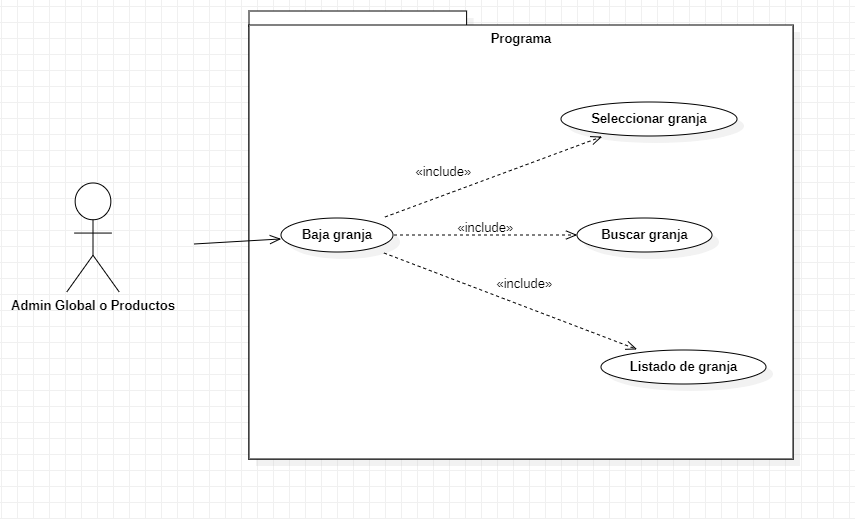 Programa
Seleccionar granja
«include»
Baja granja
«include»
Buscar granja
«include»
Admin Global o Productos
Listado de granja